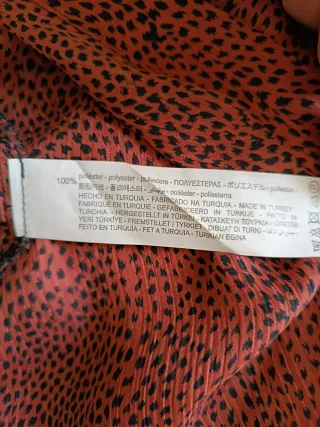 100% poliéster - polyester - poliestere - ΠΟΛΥΕΣΤΕΡΑΣ - ポリエステル - poliester
聚酯纤维 - 폴리에스터 - poliéster - poliesterra
HECHO EN TURQUIA - FABRICADO NA TURQUIA - MADE IN TURKEY
FABRIQUE EN TURQUIE - GEFABRICEERD IN TURKIJE - FATTO IN
TURCHIA - HERGESTELLT IN TÜRKEI - ΚΑΤΑΣΚΕΥΗ ΤΟΥΡΚΙΑ
YERİ TÜRKİYE - FREMSTILLET I TYRKIET - DIBUAT DI TURKI
FEITO EN TURQUÍA - FET A TURQUIA - TURKIAN EGINA